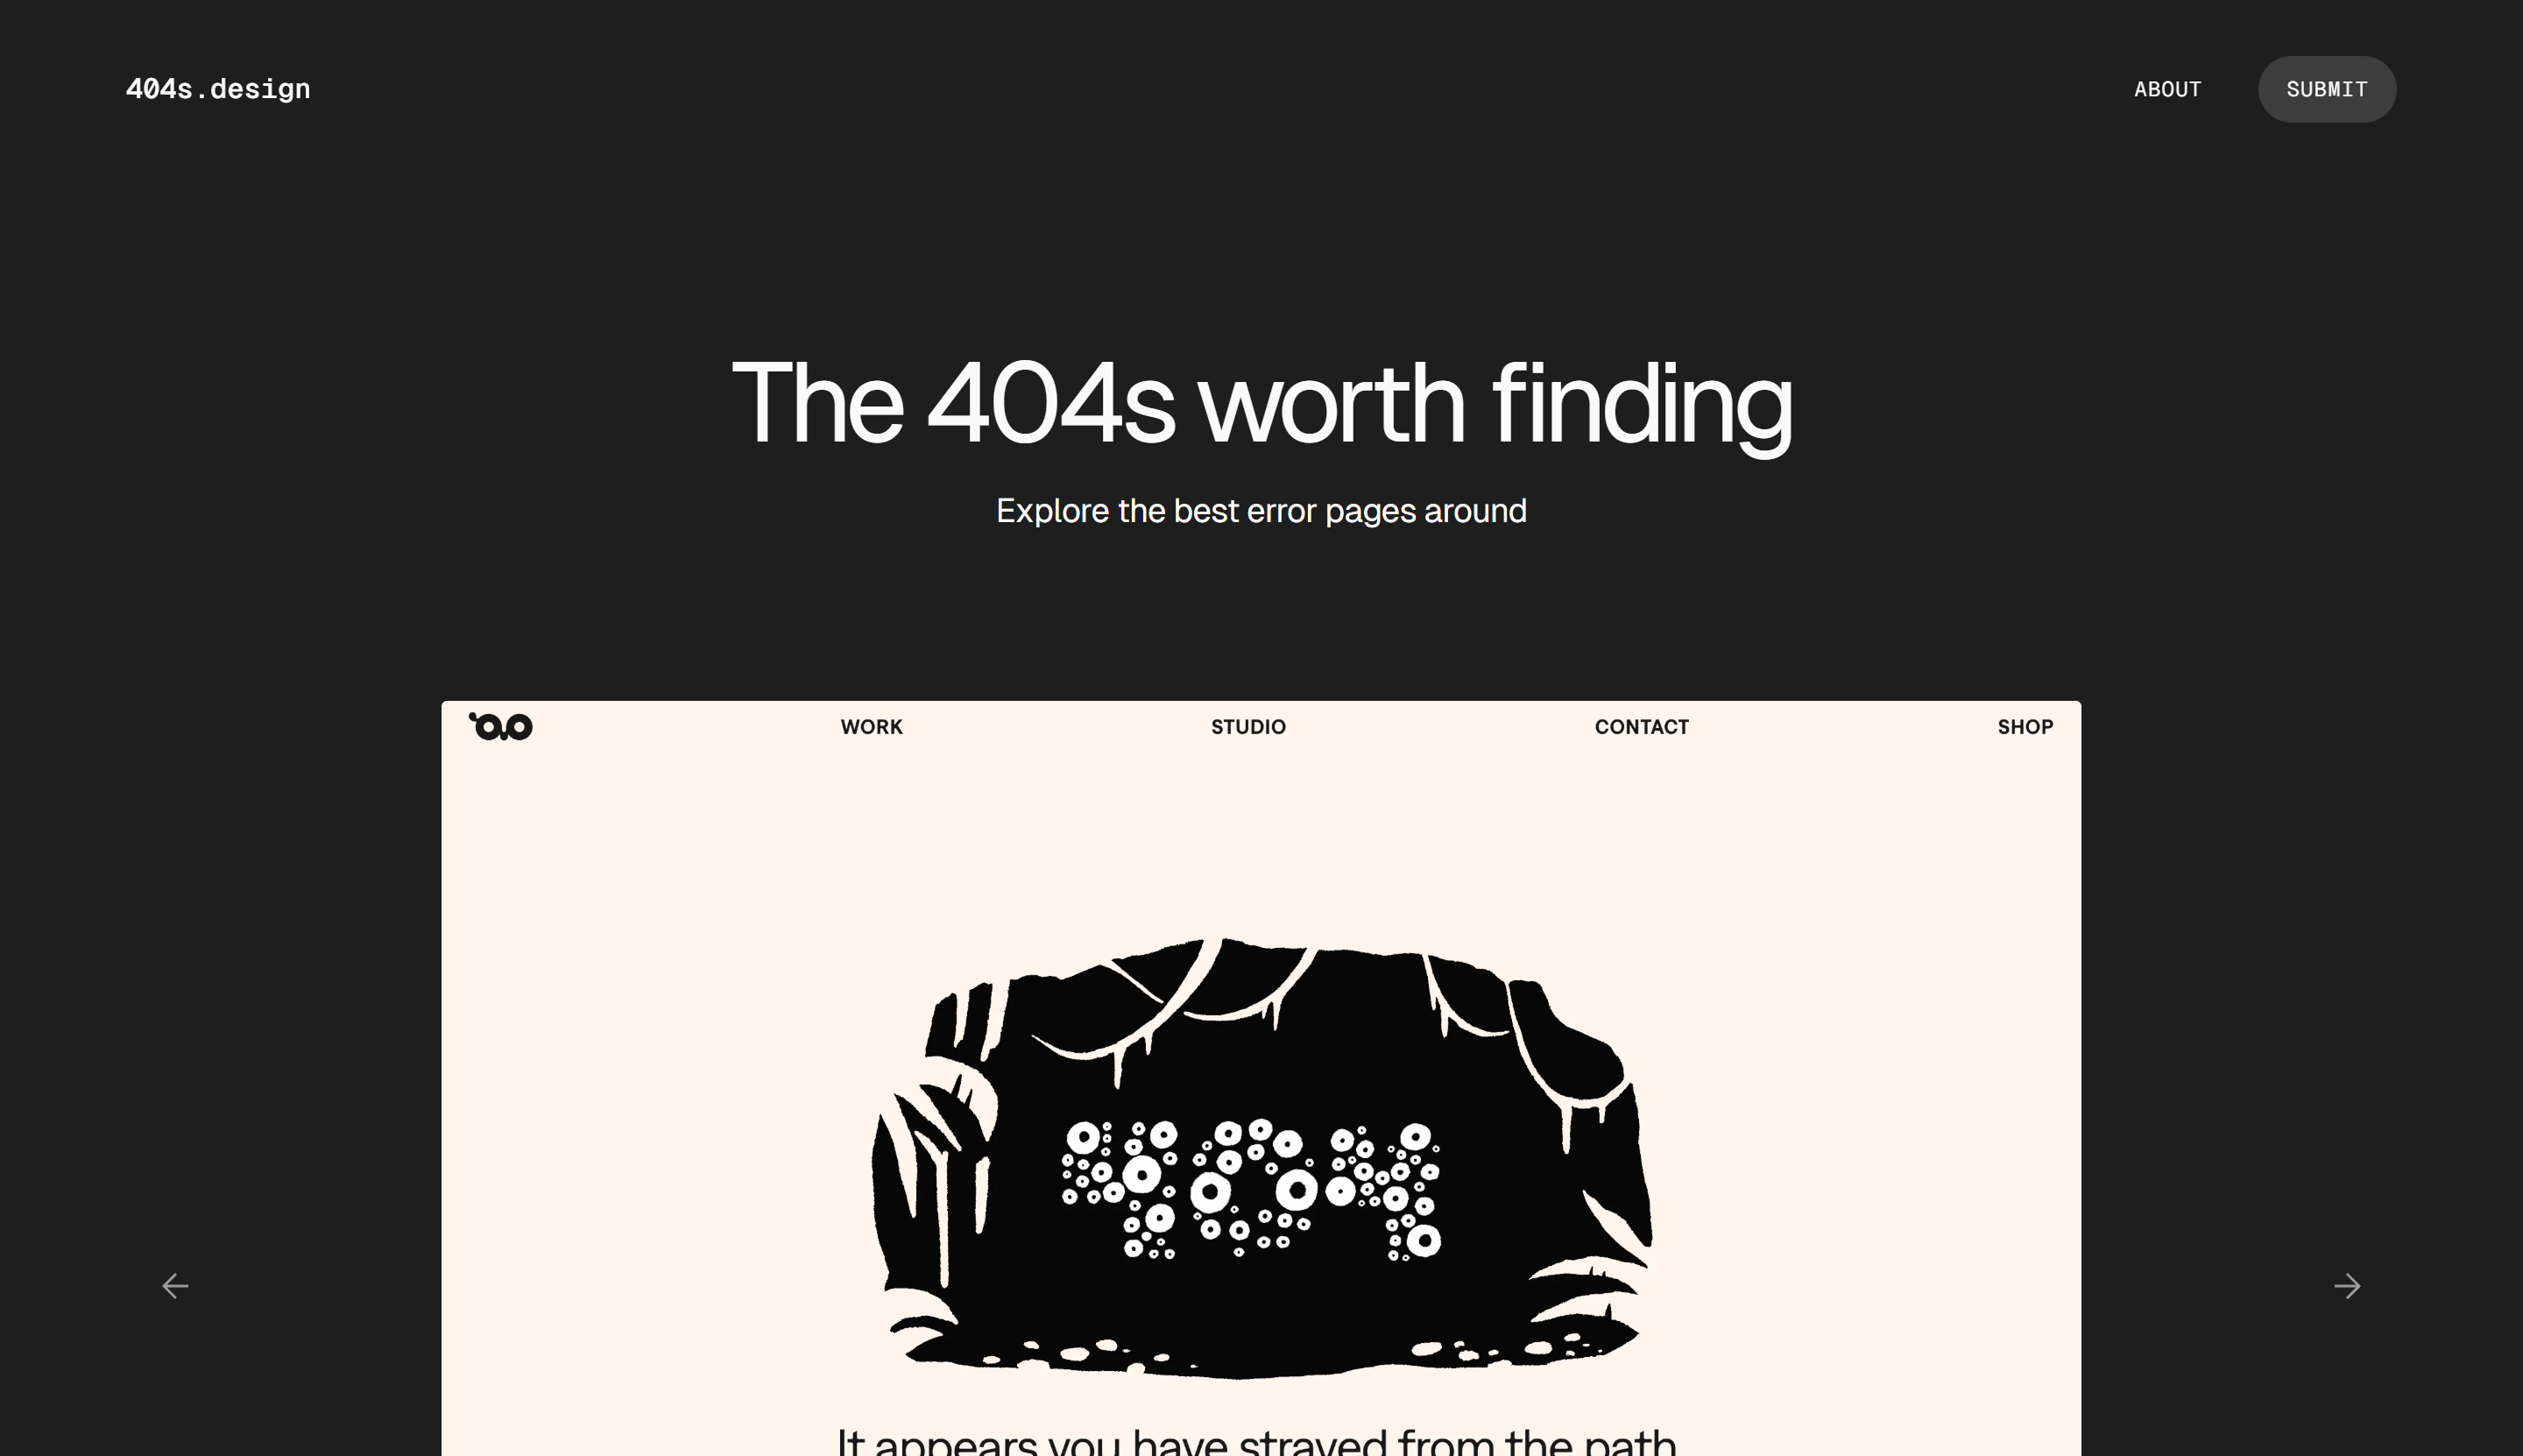 404s.design
ABOUT
SUBMIT
The 404s worth finding
Explore the best error pages around
WORK
STUDIO
CONTACT
SHOP
404
It appears you have strayed from the path